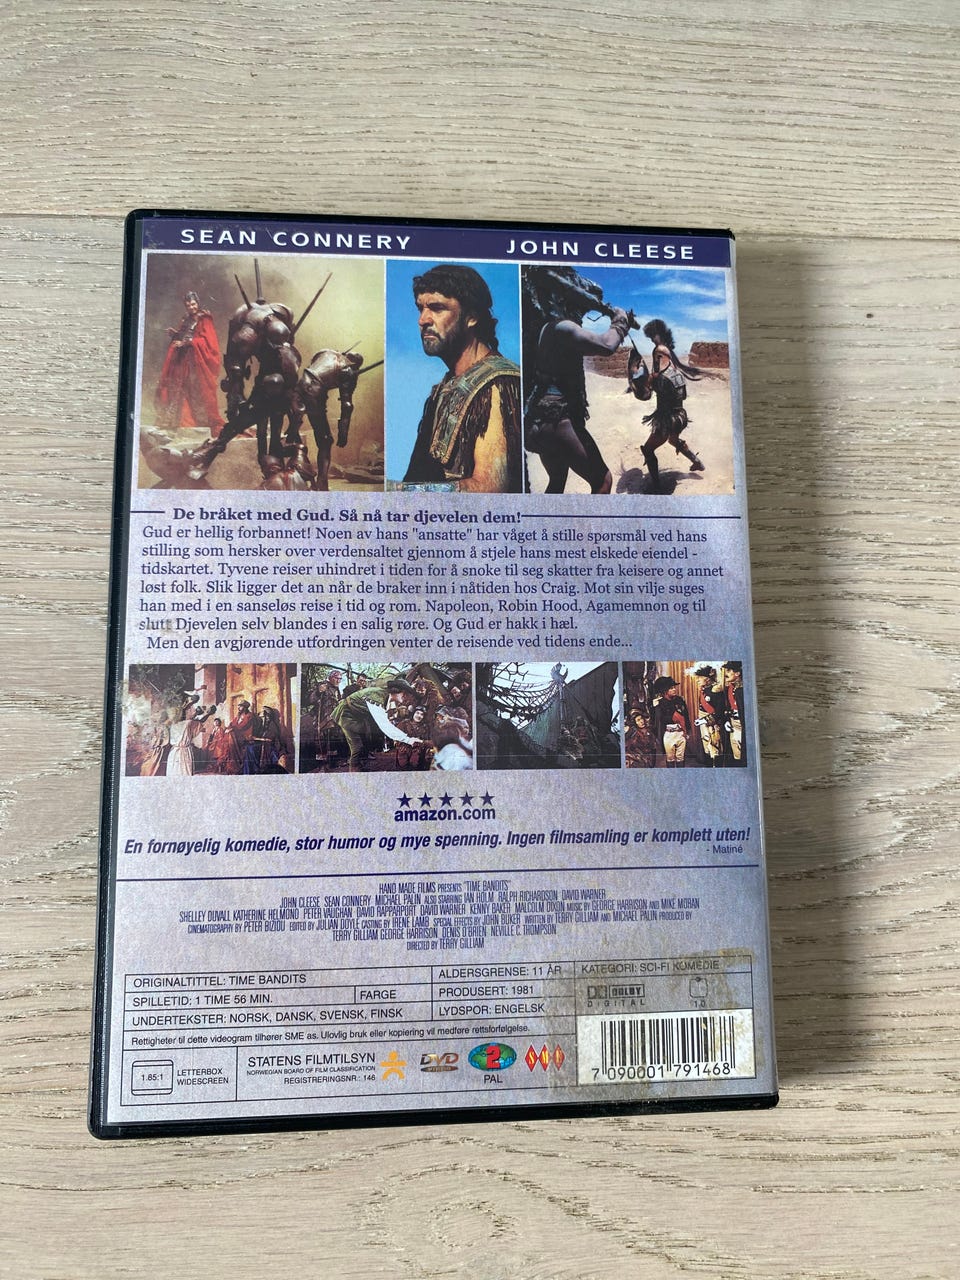 SEAN CONNERY JOHN CLEESE
De bråket med Gud. Så nå tar djevelen dem!
Gud er hellig forbannet! Noen av hans "ansatte" har våget å stille spørsmål ved hans
stilling som hersker over verdensaltet gjennom å stjele hans mest elskede eiendel -
tidskartet. Tyvene reiser uhindret i tiden for å snoke til seg skatter fra keisere og annet
løst folk. Slik ligger det an når de braker inn i nåtiden hos Craig. Mot sin vilje suges
han med i en sanseløs reise i tid og rom. Napoleon, Robin Hood, Agamemnon og til
slutt Djevelen selv blandes i en salig røre. Og Gud er hakk i hæl.
Men den avgjørende utfordringen venter de reisende ved tidens ende...
amazon.com
En fornøyelig komedie, stor humor og mye spenning. Ingen filmsamling er komplett uten!
- Matiné
HAND MADE FILMS PRESENTS "TIME BANDITS"
JOHN CLEESE SEAN CONNERY MICHAEL PALIN ALSO STARRING IAN HOLM RALPH RICHARDSON DAVID WARNER
SHELLEY DUVALL KATHERINE HELMOND PETER VAUGHAN DAVID RAPPAPORT DAVID WARNER KENNY BAKER MALCOLM DIXON MUSIC BY GEORGE HARRISON AND MIKE MORAN
CINEMATOGRAPHY BY PETER BIZIOU EDITED BY JULIAN DOYLE CASTING BY IRENE LAMB SPECIAL EFFECTS BY JOHN BUKER WRITTEN BY TERRY GILLIAM AND MICHAEL PALIN PRODUCED BY
TERRY GILLIAM GEORGE HARRISON DENIS O'BRIEN NEVILLE C. THOMPSON
DIRECTED BY TERRY GILLIAM
ORIGINALTITTEL: TIME BANDITS ALDERSGRENSE: 11 ÅR KATEGORI: SCI-FI KOMEDIE
SPILLETID: 1 TIME 56 MIN. FARGE PRODUSERT: 1981
UNDERTEKSTER: NORSK, DANSK, SVENSK, FINSK LYDSPOR: ENGELSK
DOLBY
DIGITAL 1.0
Rettigheter til dette videogram tilhører SME as. Ulovlig bruk eller kopiering vil medføre rettsforfølgelse.
1.85:1 LETTERBOX
WIDESCREEN
STATENS FILMTILSYN
NORWEGIAN BOARD OF FILM CLASSIFICATION
REGISTRERINGSNR.: 146
DVD
VIDEO
2
PAL
7 090001 791468